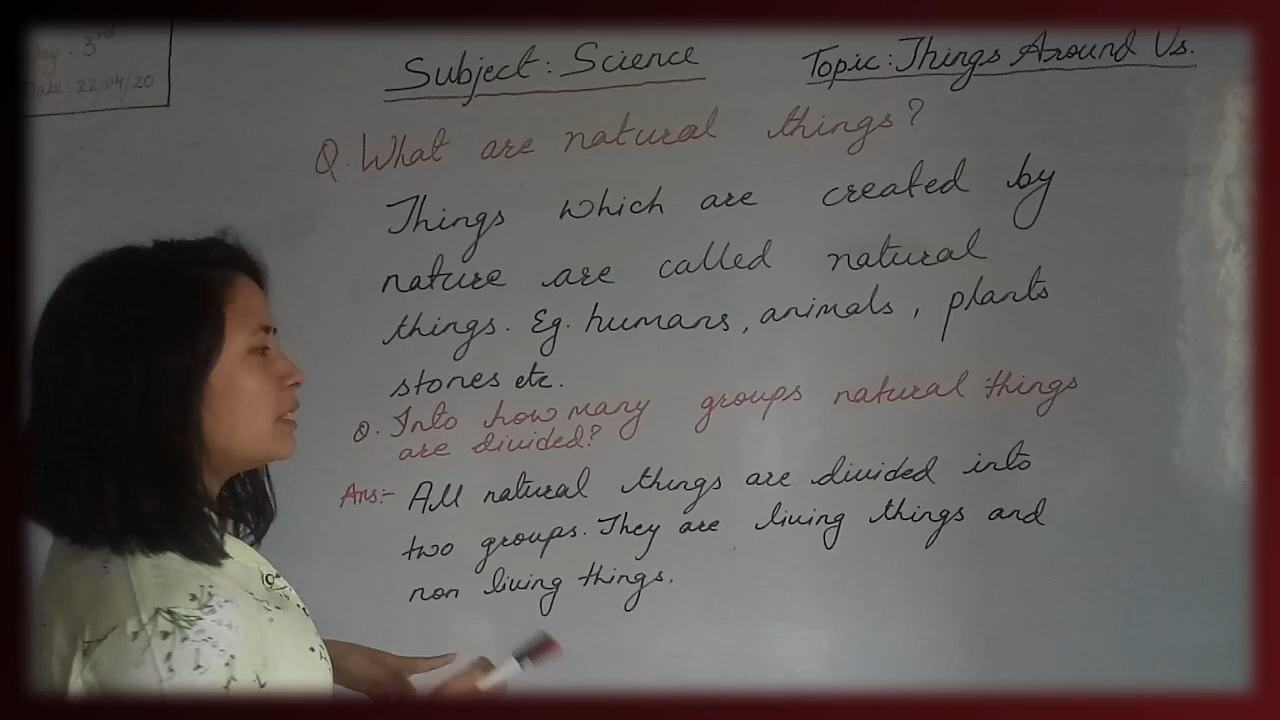 Day - 3rd
Date. 22/04/20
Subject: Science
Topic: Things Around Us.
Q. What are natural things?
Things which are created by
nature are called natural
things. Eg. humans, animals, plants
stones etc.
Q. Into how many groups natural things
are divided?
Ans:- All natural things are divided into
two groups. They are living things and
non living things.